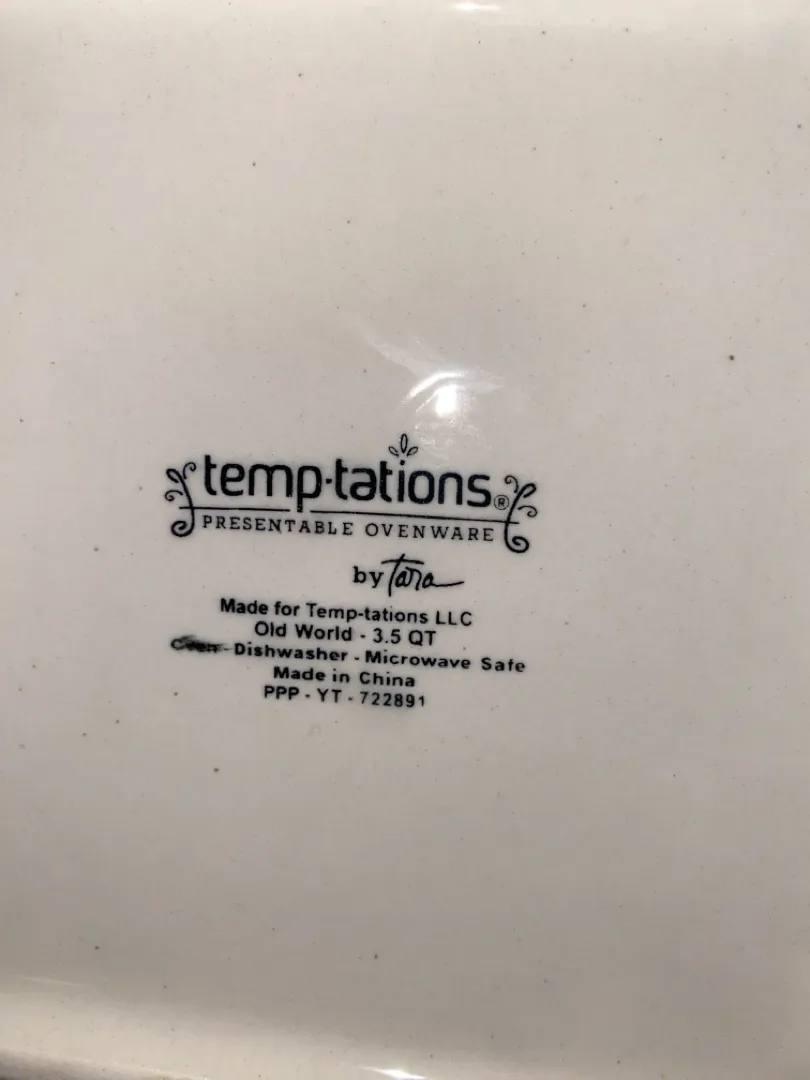 temp·tations®
PRESENTABLE OVENWARE
by Tara
Made for Temp-tations LLC
Old World - 3.5 QT
- Dishwasher - Microwave Safe
Made in China
PPP - YT - 722891